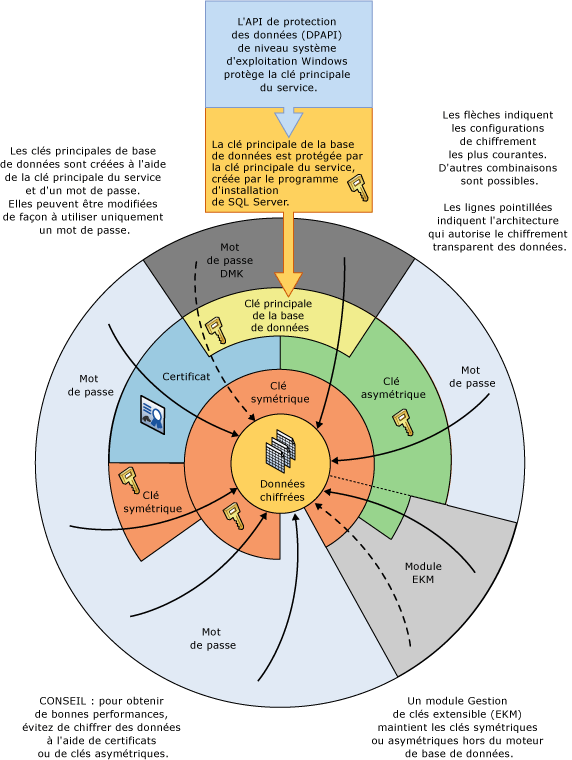 L'API de protection
des données (DPAPI)
de niveau système
d'exploitation Windows
protège la clé principale
du service.
La clé principale de la base
de données est protégée par
la clé principale du service,
créée par le programme
d'installation
de SQL Server.
Les clés principales de base
de données sont créées à l'aide
de la clé principale du service
et d'un mot de passe.
Elles peuvent être modifiées
de façon à utiliser uniquement
un mot de passe.
Les flèches indiquent
les configurations
de chiffrement
les plus courantes.
D'autres combinaisons
sont possibles.
Les lignes pointillées
indiquent l'architecture
qui autorise le chiffrement
transparent des données.
Mot
de passe
DMK
Clé principale
de la base
de données
Mot
de passe
Certificat
Clé
symétrique
Clé
asymétrique
Mot
de passe
Données
chiffrées
Clé
symétrique
Module
EKM
Mot
de passe
CONSEIL : pour obtenir
de bonnes performances,
évitez de chiffrer des données
à l'aide de certificats
ou de clés asymétriques.
Un module Gestion
de clés extensible (EKM)
maintient les clés symétriques
ou asymétriques hors du moteur
de base de données.